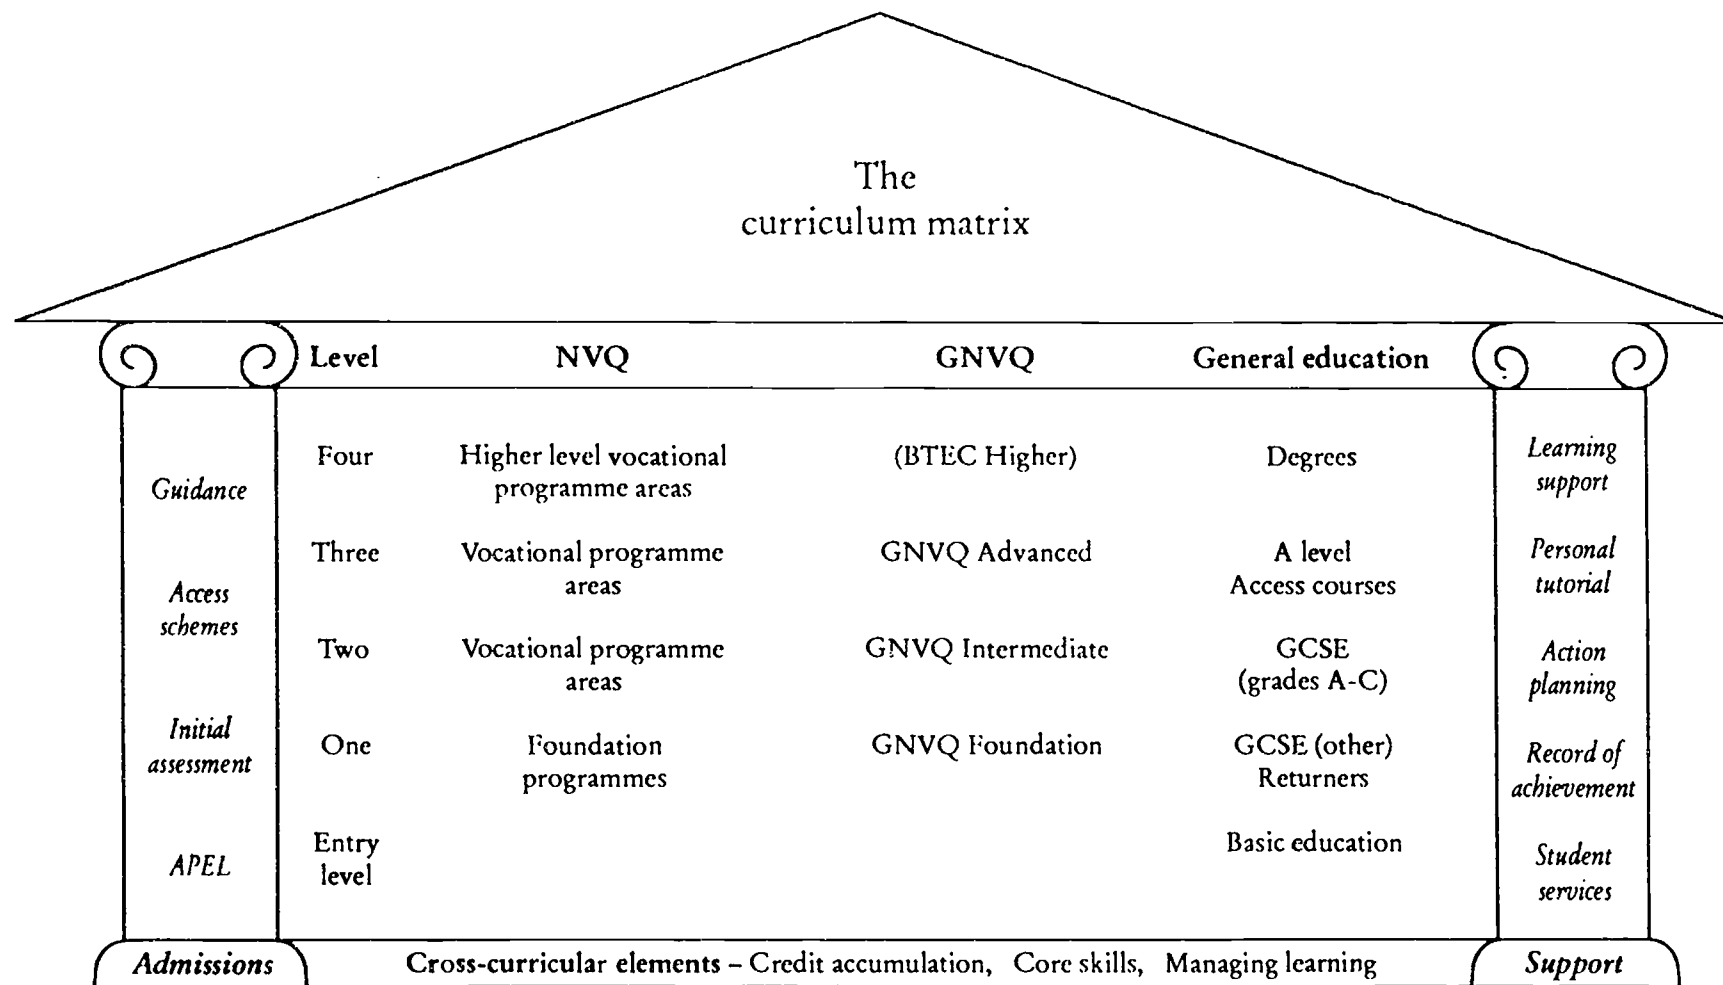 The
curriculum matrix
Level NVQ GNVQ General education
Guidance
Access
schemes
Initial
assessment
APEL
Four Higher level vocational (BTEC Higher) Degrees
programme areas
Three Vocational programme GNVQ Advanced A level
areas Access courses
Two Vocational programme GNVQ Intermediate GCSE
areas (grades A-C)
One Foundation GNVQ Foundation GCSE (other)
programmes Returners
Entry Basic education
level
Learning
support
Personal
tutorial
Action
planning
Record of
achievement
Student
services
Admissions Cross-curricular elements – Credit accumulation, Core skills, Managing learning Support